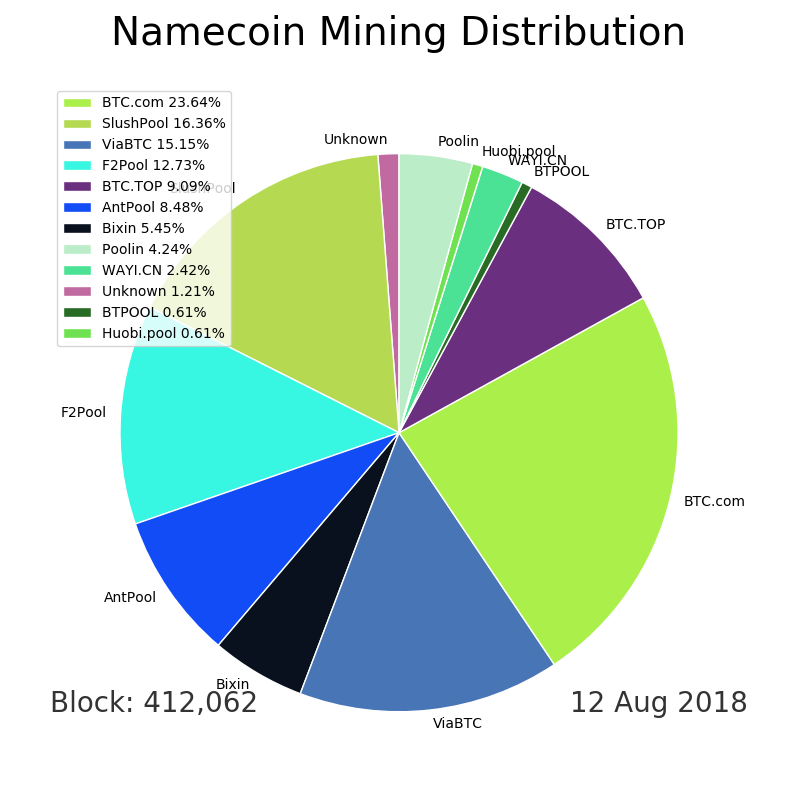 Namecoin Mining Distribution
BTC.com 23.64%
SlushPool 16.36%
ViaBTC 15.15%
F2Pool 12.73%
BTC.TOP 9.09%
AntPool 8.48%
Bixin 5.45%
Poolin 4.24%
WAYI.CN 2.42%
Unknown 1.21%
BTPOOL 0.61%
Huobi.pool 0.61%
Unknown
Poolin
Huobi.pool
WAYI.CN
BTPOOL
SlushPool
BTC.TOP
F2Pool
BTC.com
AntPool
Bixin
ViaBTC
Block: 412,062
12 Aug 2018